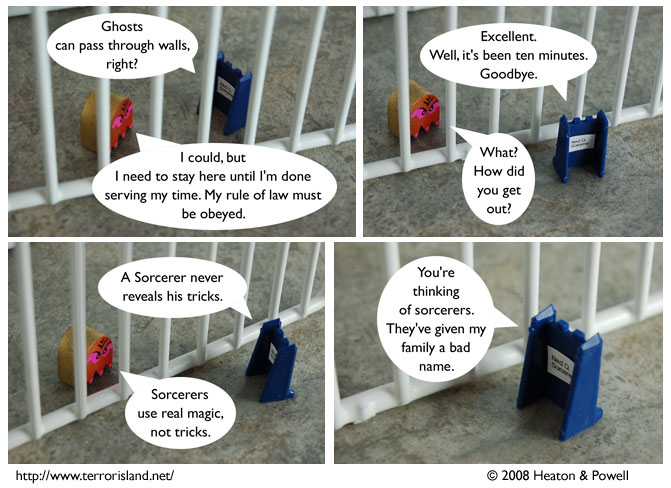 Ghosts
can pass through walls,
right?
I could, but
I need to stay here until I'm done
serving my time. My rule of law must
be obeyed.
Excellent.
Well, it's been ten minutes.
Goodbye.
What?
How did
you get
out?
Ned Q.
Sorcerer
A Sorcerer never
reveals his tricks.
Sorcerers
use real magic,
not tricks.
You're
thinking
of sorcerers.
They've given my
family a bad
name.
Ned Q.
http://www.terrorisland.net/
© 2008 Heaton & Powell